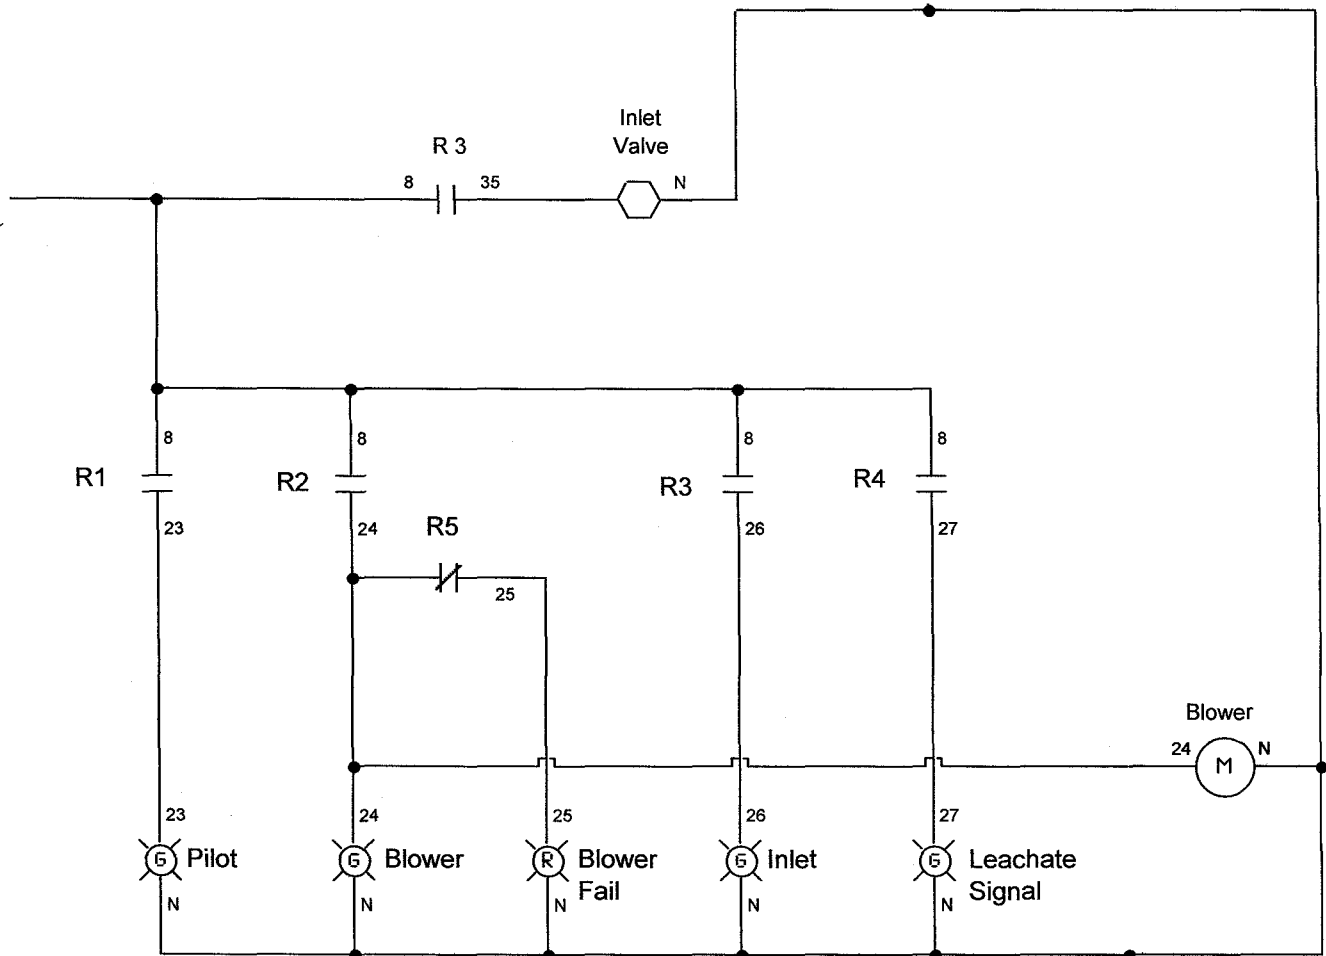 Inlet
Valve
R 3
8
35
N
8
8
8
8
R1
R2
R3
R4
23
24
R5
26
27
25
Blower
24
N
M
23
24
25
26
27
G
Pilot
G
Blower
R
Blower
Fail
G
Inlet
G
Leachate
Signal
N
N
N
N
N